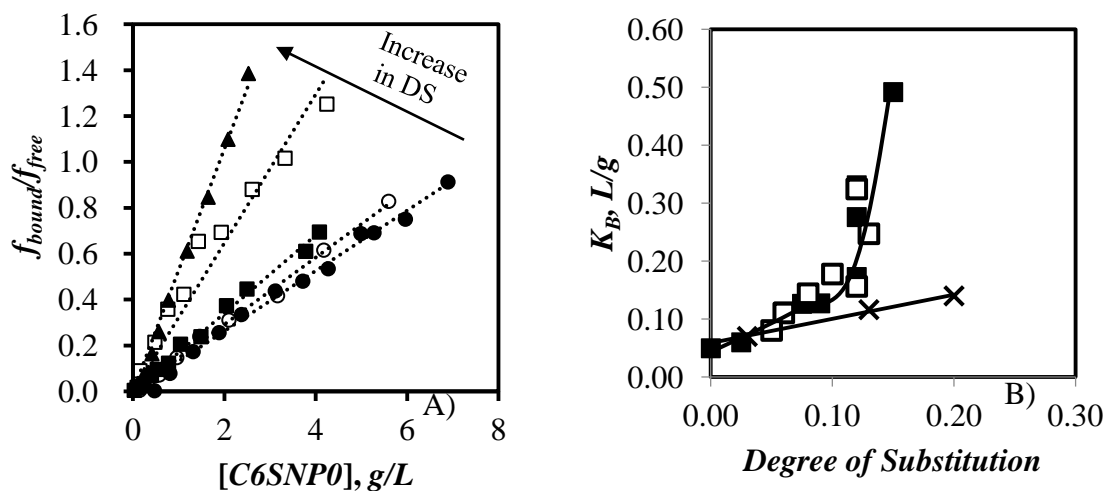 1.6
1.4
1.2
1.0
0.8
0.6
0.4
0.2
0.0
f_bound/f_free
Increase
in DS
A)
0 2 4 6 8
[C6SNP0], g/L
0.60
0.50
0.40
0.30
0.20
0.10
0.00
K_B, L/g
B)
0.00 0.10 0.20 0.30
Degree of Substitution